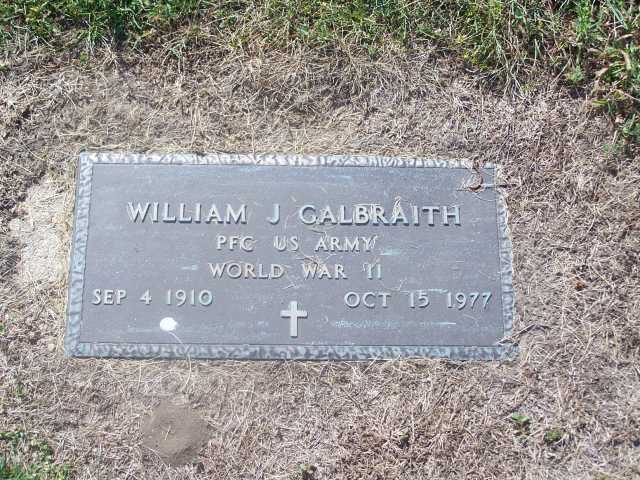 WILLIAM J GALBRAITH
PFC US ARMY
WORLD WAR II
SEP 4 1910 OCT 15 1977